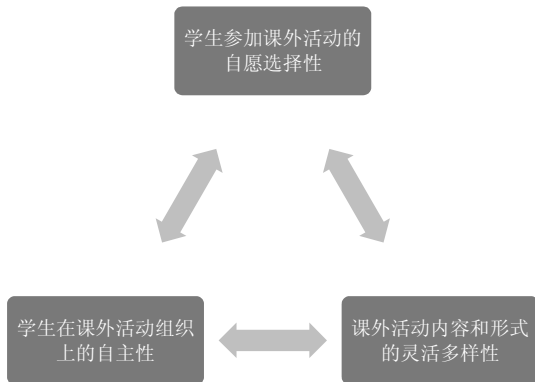 学生参加课外活动的
自愿选择性
学生在课外活动组织
上的自主性
课外活动内容和形式
的灵活多样性